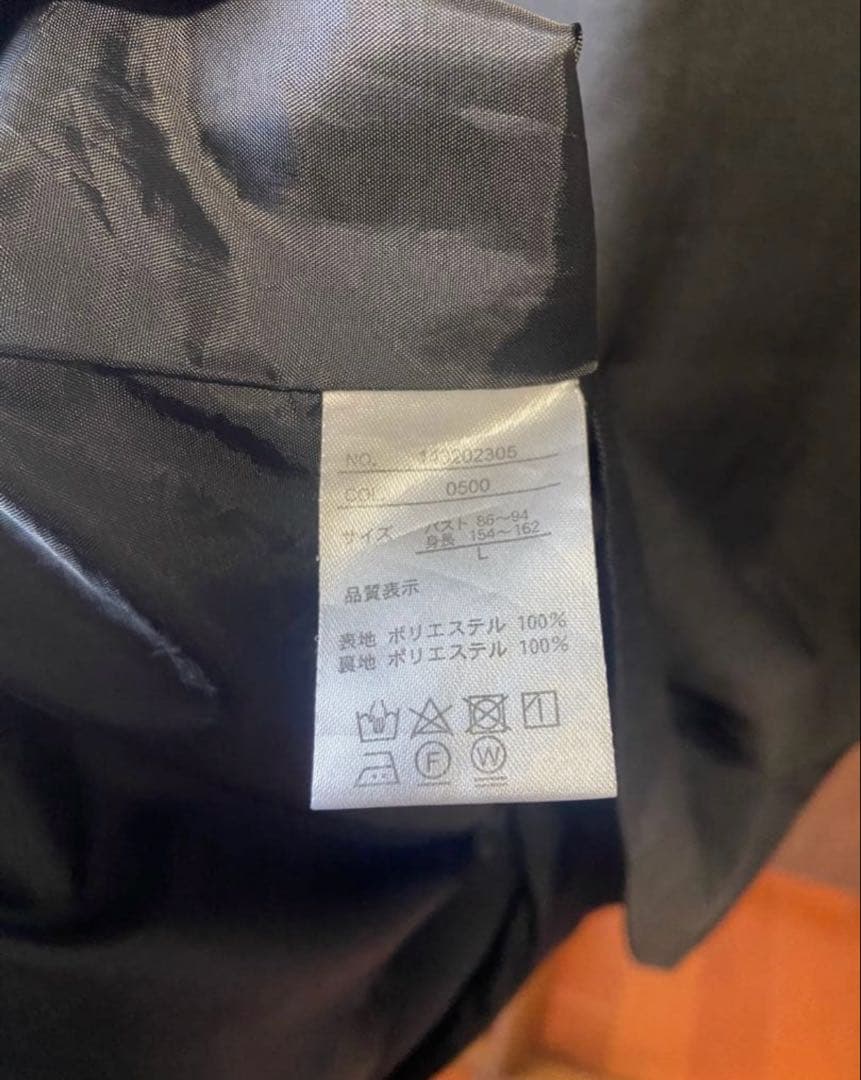 NO. 140202305
COL. 0500
サイズ バスト 86～94
身長 154～162
L
品質表示
表地 ポリエステル 100%
裏地 ポリエステル 100%
F W